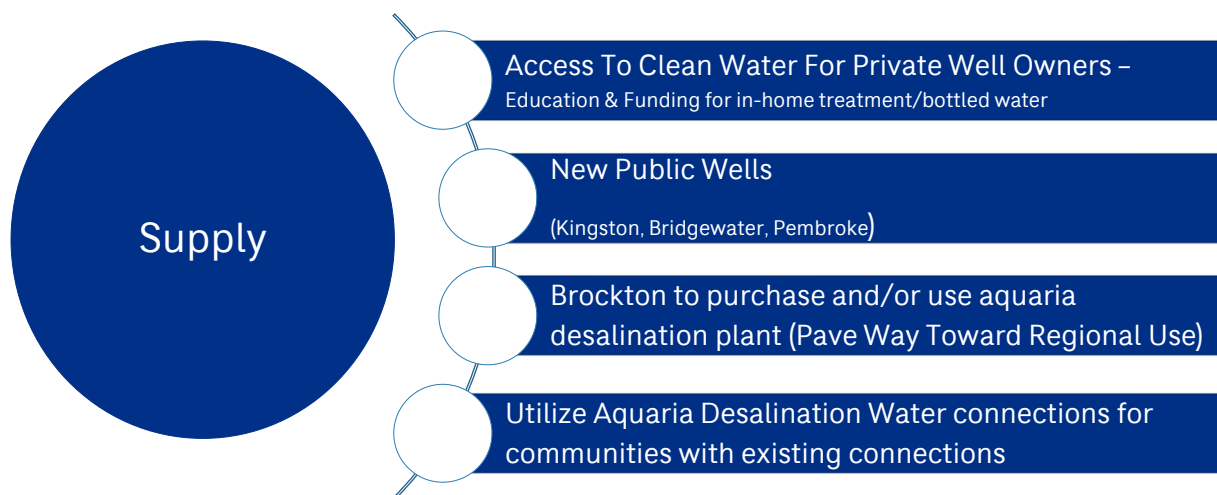 Supply
Access To Clean Water For Private Well Owners –
Education & Funding for in-home treatment/bottled water
New Public Wells
(Kingston, Bridgewater, Pembroke)
Brockton to purchase and/or use aquaria
desalination plant (Pave Way Toward Regional Use)
Utilize Aquaria Desalination Water connections for
communities with existing connections